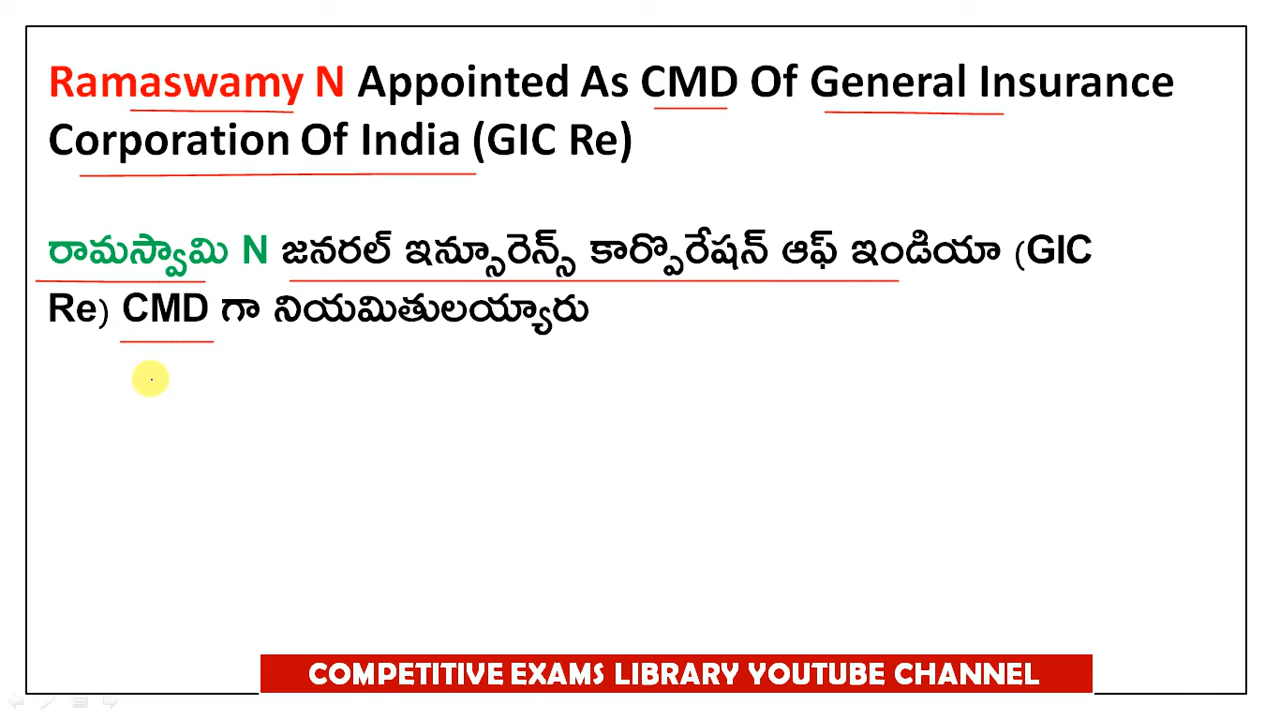 Ramaswamy N Appointed As CMD Of General Insurance
Corporation Of India (GIC Re)
రామస్వామి N జనరల్ ఇన్సూరెన్స్ కార్పొరేషన్ ఆఫ్ ఇండియా (GIC
Re) CMD గా నియమితులయ్యారు
COMPETITIVE EXAMS LIBRARY YOUTUBE CHANNEL